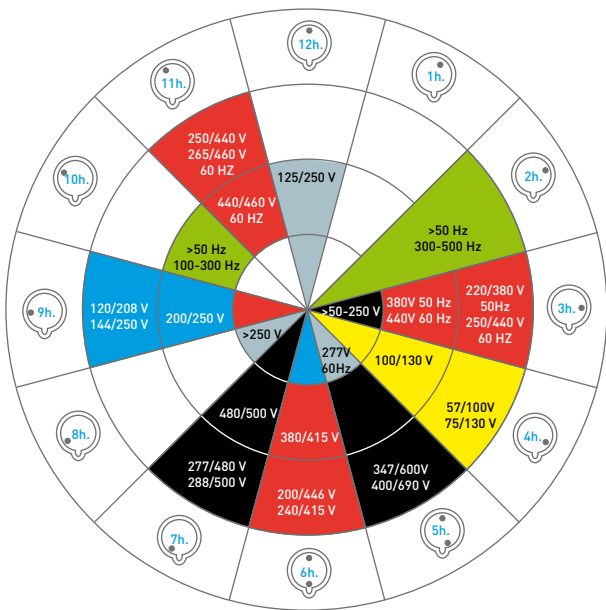 12h.
1h.
2h.
3h.
4h.
5h.
6h.
7h.
8h.
9h.
10h.
11h.
250/440 V
265/460 V
60 HZ
440/460 V
60 HZ
125/250 V
>50 Hz
300-500 Hz
>50 Hz
100-300 Hz
120/208 V
144/250 V
200/250 V
>50-250 V
380V 50 Hz
440V 60 Hz
220/380 V
50Hz
250/440 V
60 HZ
>250 V
277V
60Hz
100/130 V
57/100V
75/130 V
480/500 V
380/415 V
277/480 V
288/500 V
200/446 V
240/415 V
347/600V
400/690 V